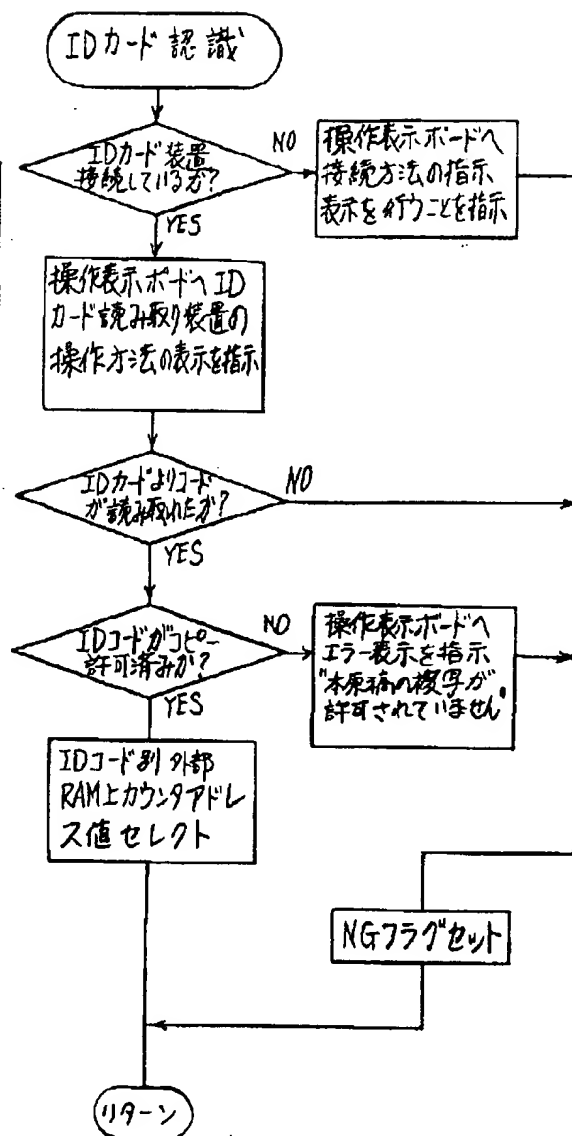 IDカード 認識
IDカード装置
接続しているか?
NO
操作表示ボードへ
接続方法の指示
表示を行うことを指示
YES
操作表示ボードへID
カード読み取り装置の
操作方法の表示を指示
IDカードよりコード
が読み取れたか?
NO
YES
IDコードがコピー
許可済みか?
NO
操作表示ボードへ
エラー表示を指示
"本原稿の複写が
許可されていません"
YES
IDコード別 外部
RAM上カウンタアドレ
ス値セレクト
NGフラグセット
リターン